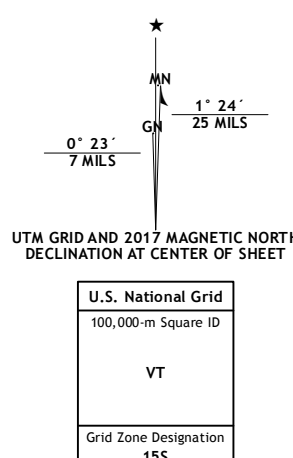 ★
MN
1° 24´
25 MILS
GN
0° 23´
7 MILS
UTM GRID AND 2017 MAGNETIC NORTH
DECLINATION AT CENTER OF SHEET
U.S. National Grid
100,000-m Square ID
VT
Grid Zone Designation
15S